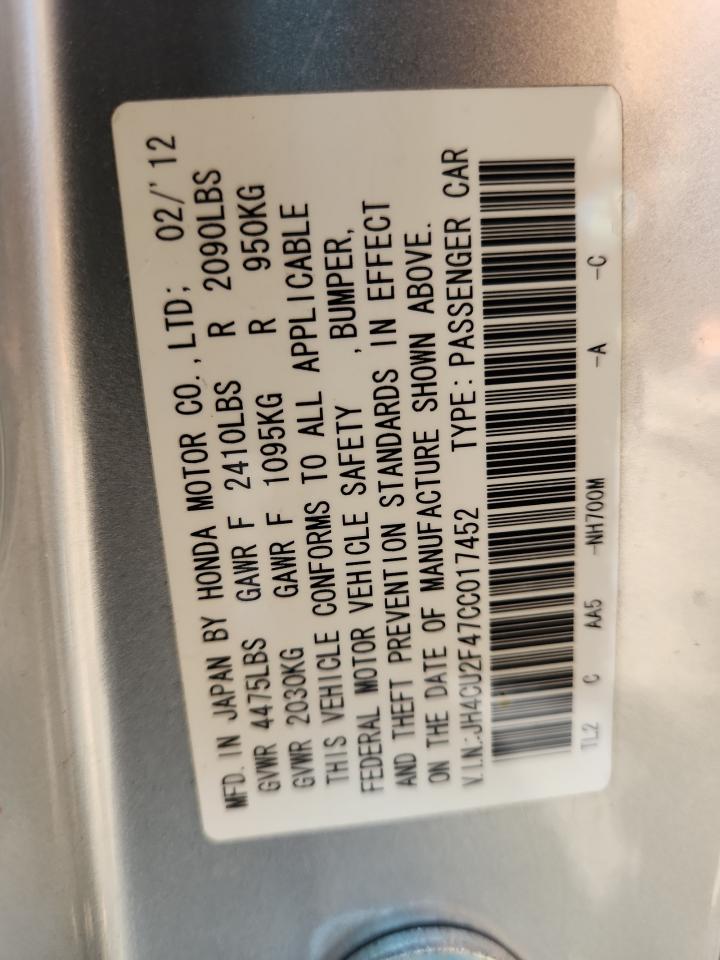 MFD. IN JAPAN BY HONDA MOTOR CO., LTD; 02/'12
GVWR 4475LBS GAWR F 2410LBS R 2090LBS
GVWR 2030KG GAWR F 1095KG R 950KG
THIS VEHICLE CONFORMS TO ALL APPLICABLE
FEDERAL MOTOR VEHICLE SAFETY ,BUMPER,
AND THEFT PREVENTION STANDARDS IN EFFECT
ON THE DATE OF MANUFACTURE SHOWN ABOVE.
V.I.N.:JH4CU2F47CC017452 TYPE:PASSENGER CAR
TL2 C AA5 -NH700M -A -C